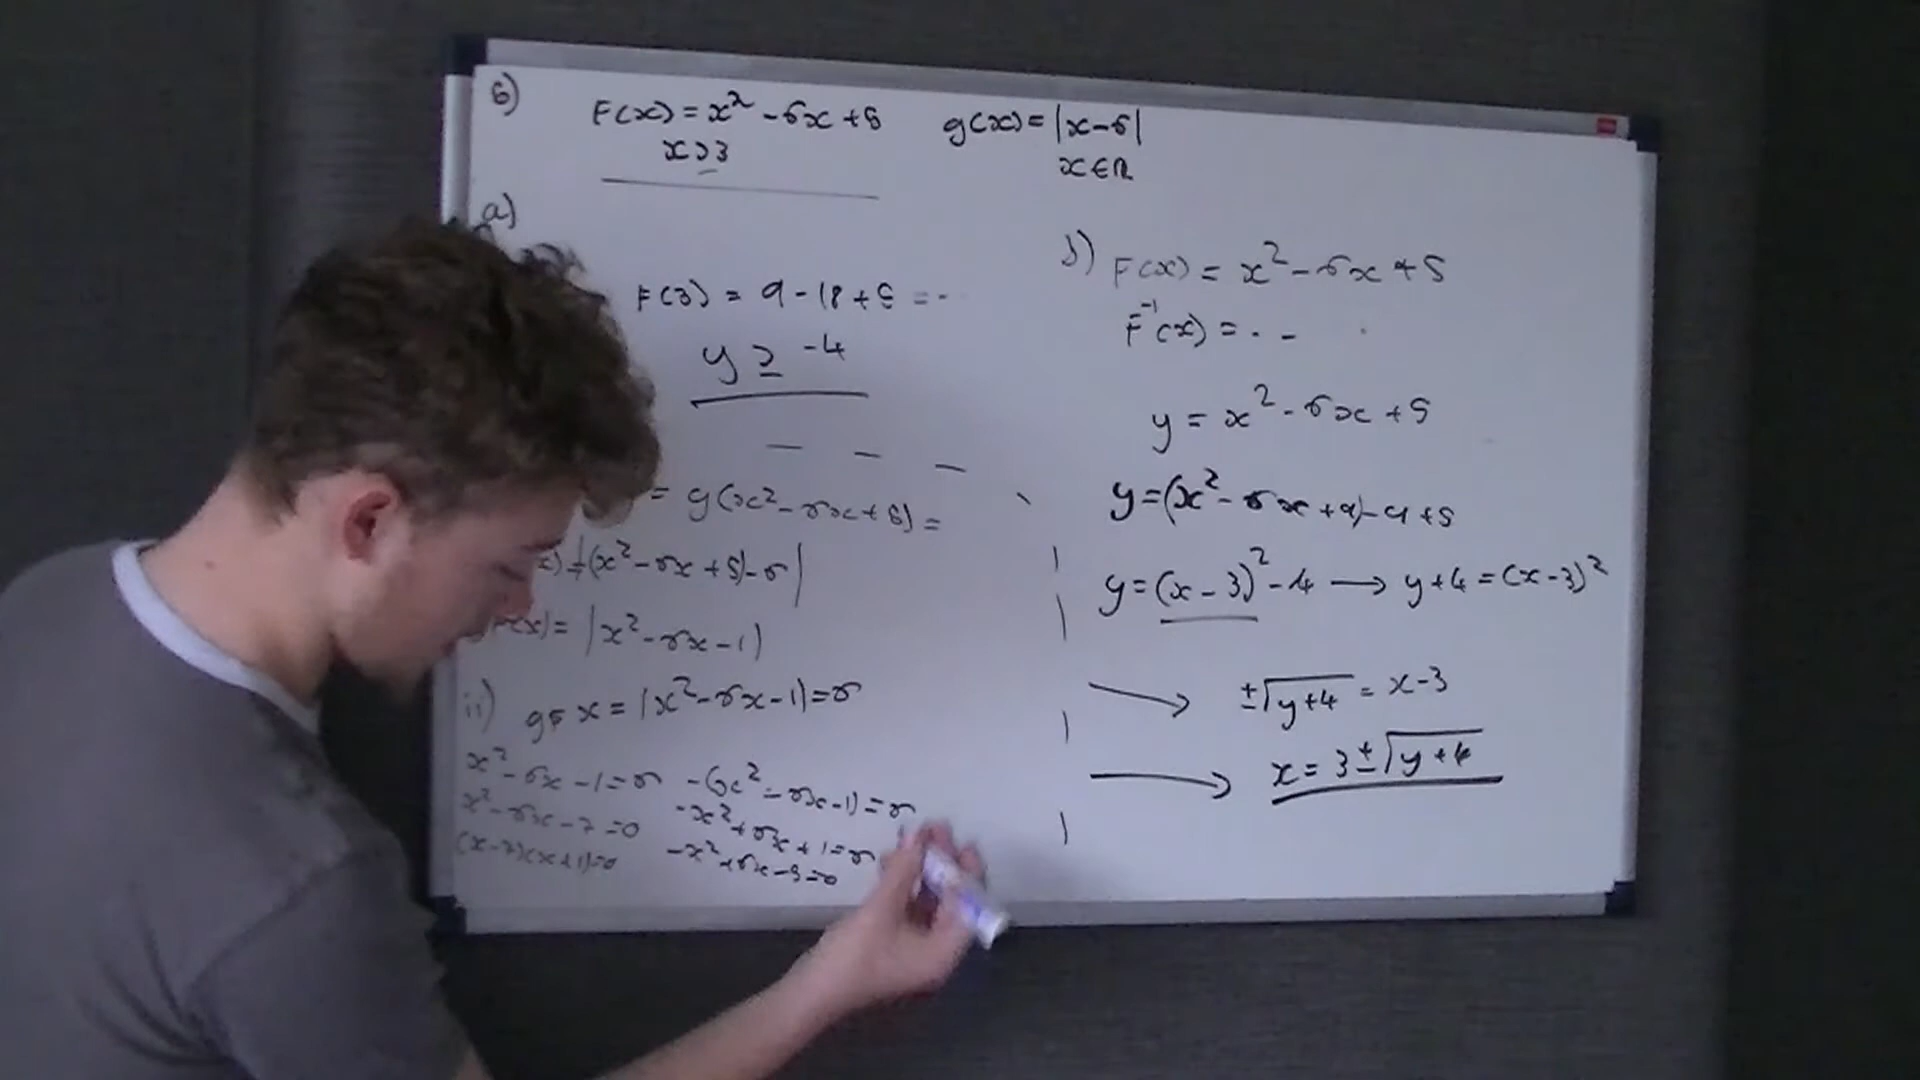 6) F(x) = x² - 6x + 5 g(x) = |x - 6|
x ≥ 3 x ∈ ℝ
a)
F(3) = 9 - 18 + 5 = ..
y ≥ -4
= g(x² - 6x + 5) =
x) = |(x² - 6x + 5) - 6|
(x) = |x² - 6x - 1|
ii) gF x = |x² - 6x - 1| = 6
x² - 6x - 1 = 6 -(x² - 6x - 1) = 6
x² - 6x - 7 = 0 -x² + 6x + 1 = 6
(x - 7)(x + 1) = 0 -x² + 6x - 5 = 0
b) F(x) = x² - 6x + 5
F⁻¹(x) = . -
y = x² - 6x + 5
y = (x² - 6x + 9) - 9 + 5
y = (x - 3)² - 4 → y + 4 = (x - 3)²
→ ±√y + 4 = x - 3
→ x = 3 ± √y + 4